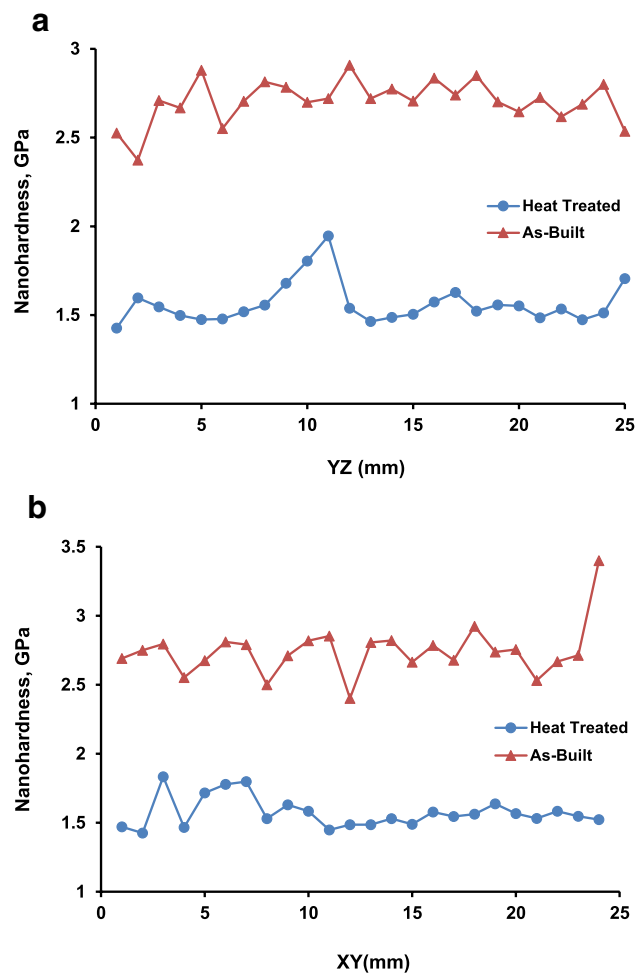 a
3
2.5
2
1.5
1
0
5
10
15
20
25
Nanohardness, GPa
Heat Treated
As-Built
YZ (mm)
b
3.5
3
2.5
2
1.5
1
0
5
10
15
20
25
Nanohardness, GPa
Heat Treated
As-Built
XY(mm)